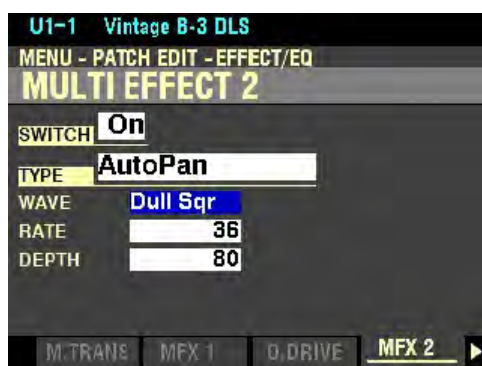 U1-1 Vintage B-3 DLS
MENU - PATCH EDIT - EFFECT/EQ
MULTI EFFECT 2
SWITCH On
TYPE AutoPan
WAVE Dull Sqr
RATE 36
DEPTH 80
M.TRANS MFX 1 O.DRIVE MFX 2